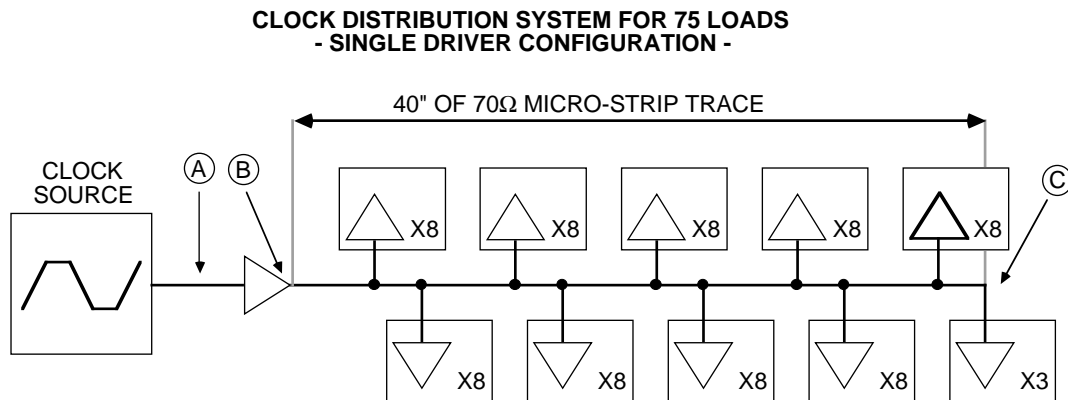 CLOCK DISTRIBUTION SYSTEM FOR 75 LOADS
- SINGLE DRIVER CONFIGURATION -
40" OF 70Ω MICRO-STRIP TRACE
CLOCK
SOURCE
A
B
C
X8
X8
X8
X8
X8
X8
X8
X8
X8
X3